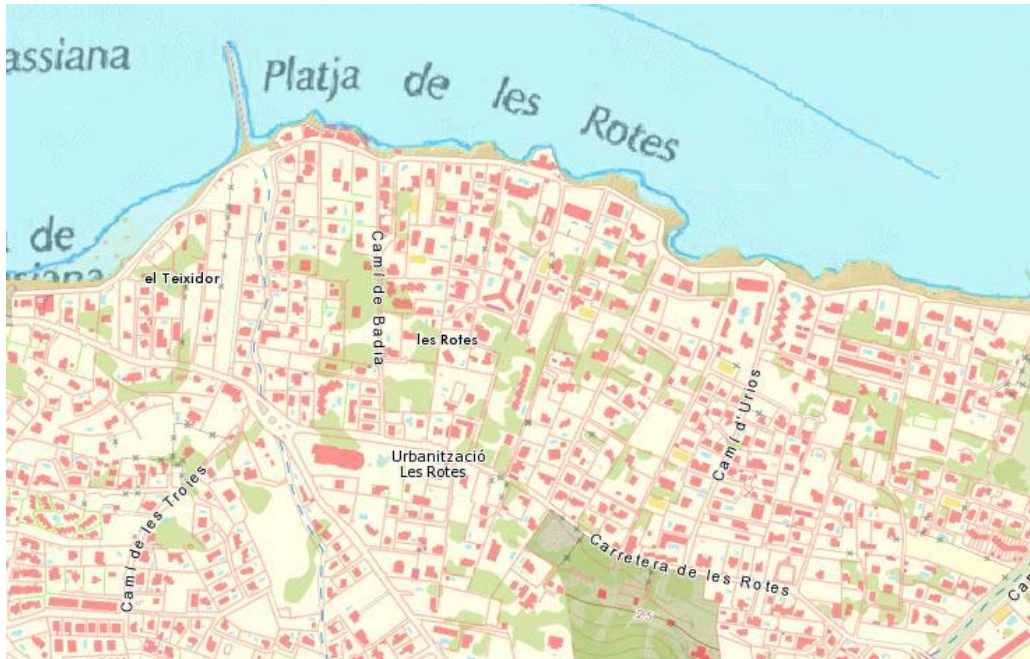 assiana
Platja de les Rotes
de
siana
el Teixidor
Camí de Badia
les Rotes
Camí d'Urios
Urbanització
Les Rotes
Camí de les Troies
Carretera de les Rotes
25